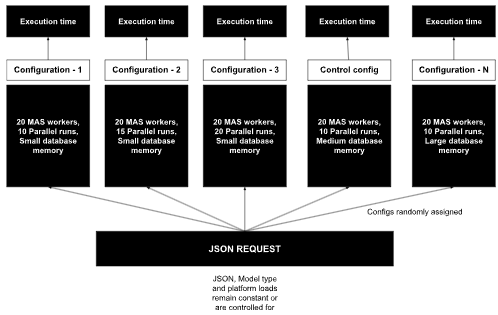 Execution time
Execution time
Execution time
Execution time
Execution time
Configuration - 1
Configuration - 2
Configuration - 3
Control config
Configuration - N
20 MAS workers,
10 Parallel runs,
Small database
memory
20 MAS workers,
15 Parallel runs,
Small database
memory
20 MAS workers,
20 Parallel runs,
Small database
memory
20 MAS workers,
10 Parallel runs,
Medium database
memory
20 MAS workers,
10 Parallel runs,
Large database
memory
Configs randomly assigned
JSON REQUEST
JSON, Model type
and platform loads
remain constant or
are controlled for